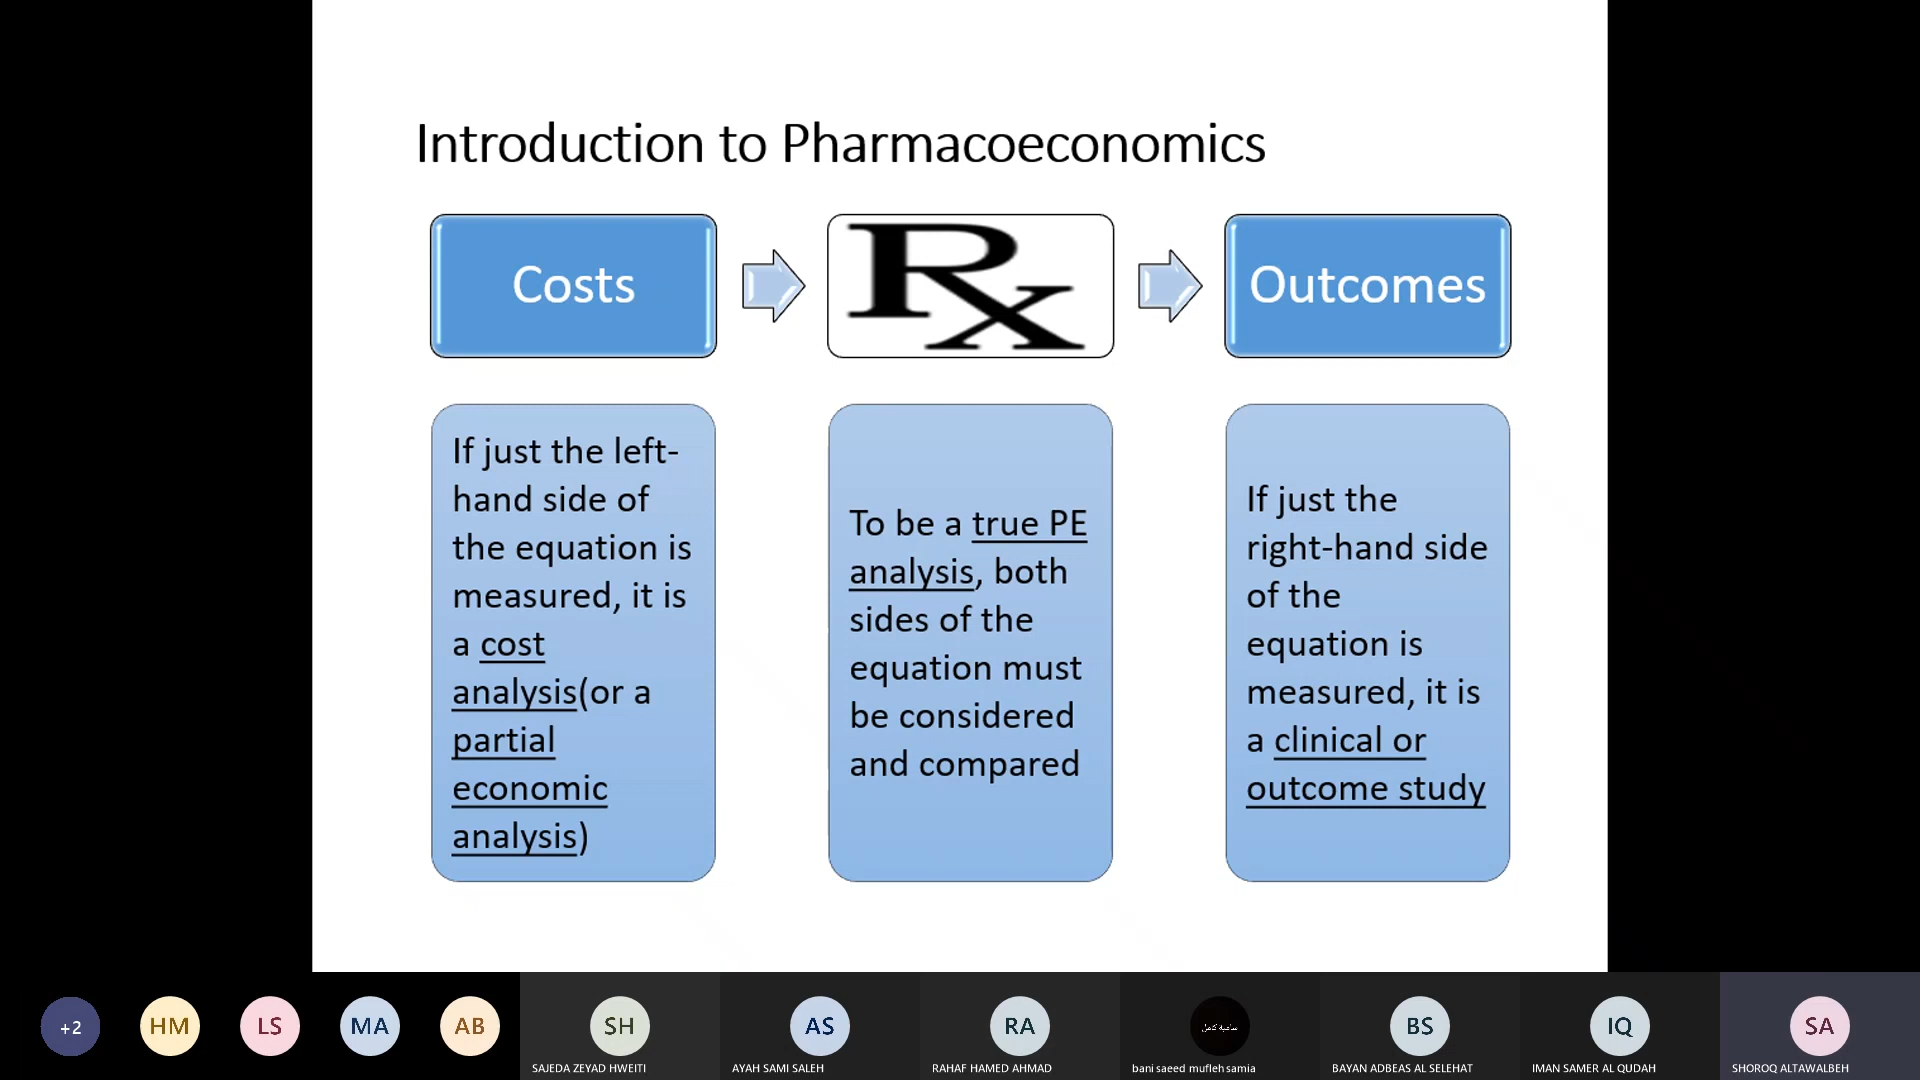 Introduction to Pharmacoeconomics
Costs
Rx
Outcomes
If just the left-
hand side of
the equation is
measured, it is
a cost
analysis(or a
partial
economic
analysis)
To be a true PE
analysis, both
sides of the
equation must
be considered
and compared
If just the
right-hand side
of the
equation is
measured, it is
a clinical or
outcome study
+2
HM
LS
MA
AB
SH
SAJEDA ZEYAD HWEITI
AS
AYAH SAMI SALEH
RA
RAHAF HAMED AHMAD
bani saeed mufleh samia
BS
BAYAN ADBEAS AL SELEHAT
IQ
IMAN SAMER AL QUDAH
SA
SHOROQ ALTAWALBEH